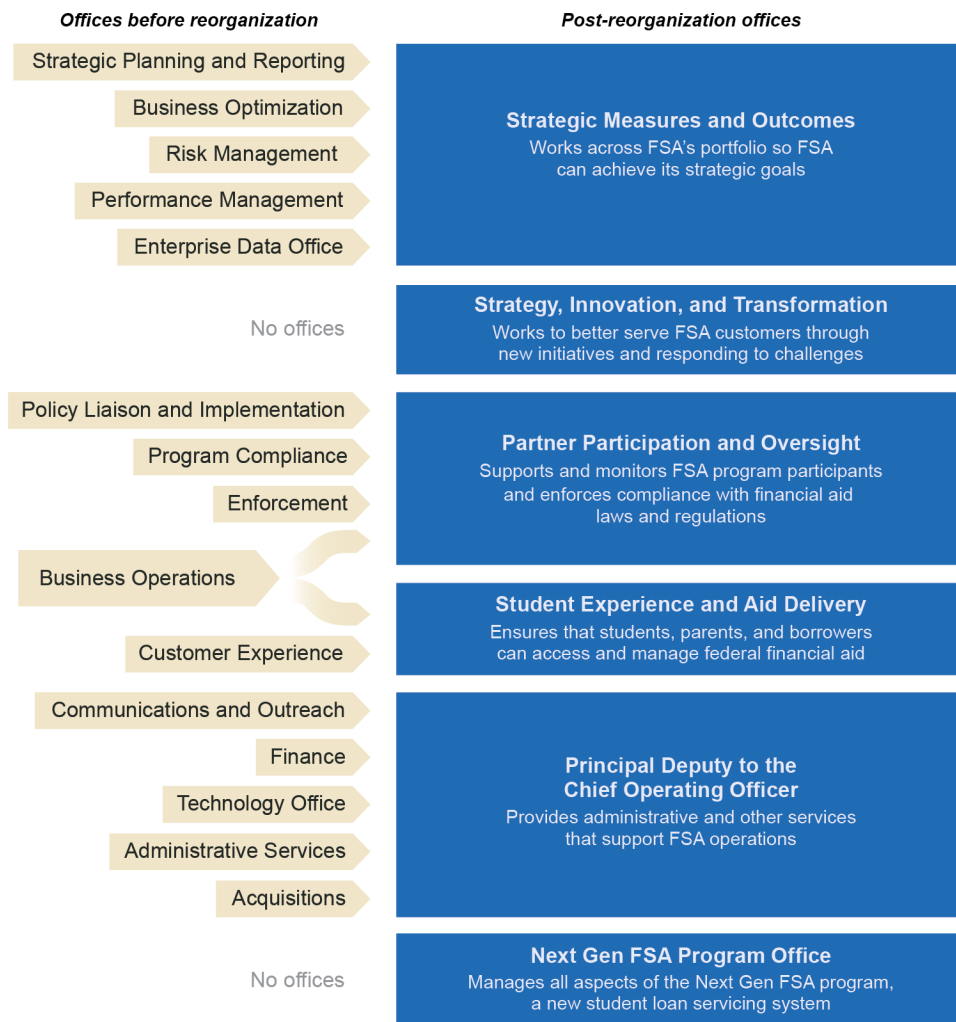 Offices before reorganization
Post-reorganization offices
Strategic Planning and Reporting
Business Optimization
Risk Management
Performance Management
Enterprise Data Office
Strategic Measures and Outcomes
Works across FSA’s portfolio so FSA
can achieve its strategic goals
No offices
Strategy, Innovation, and Transformation
Works to better serve FSA customers through
new initiatives and responding to challenges
Policy Liaison and Implementation
Program Compliance
Enforcement
Business Operations
Partner Participation and Oversight
Supports and monitors FSA program participants
and enforces compliance with financial aid
laws and regulations
Customer Experience
Student Experience and Aid Delivery
Ensures that students, parents, and borrowers
can access and manage federal financial aid
Communications and Outreach
Finance
Technology Office
Administrative Services
Acquisitions
Principal Deputy to the
Chief Operating Officer
Provides administrative and other services
that support FSA operations
No offices
Next Gen FSA Program Office
Manages all aspects of the Next Gen FSA program,
a new student loan servicing system